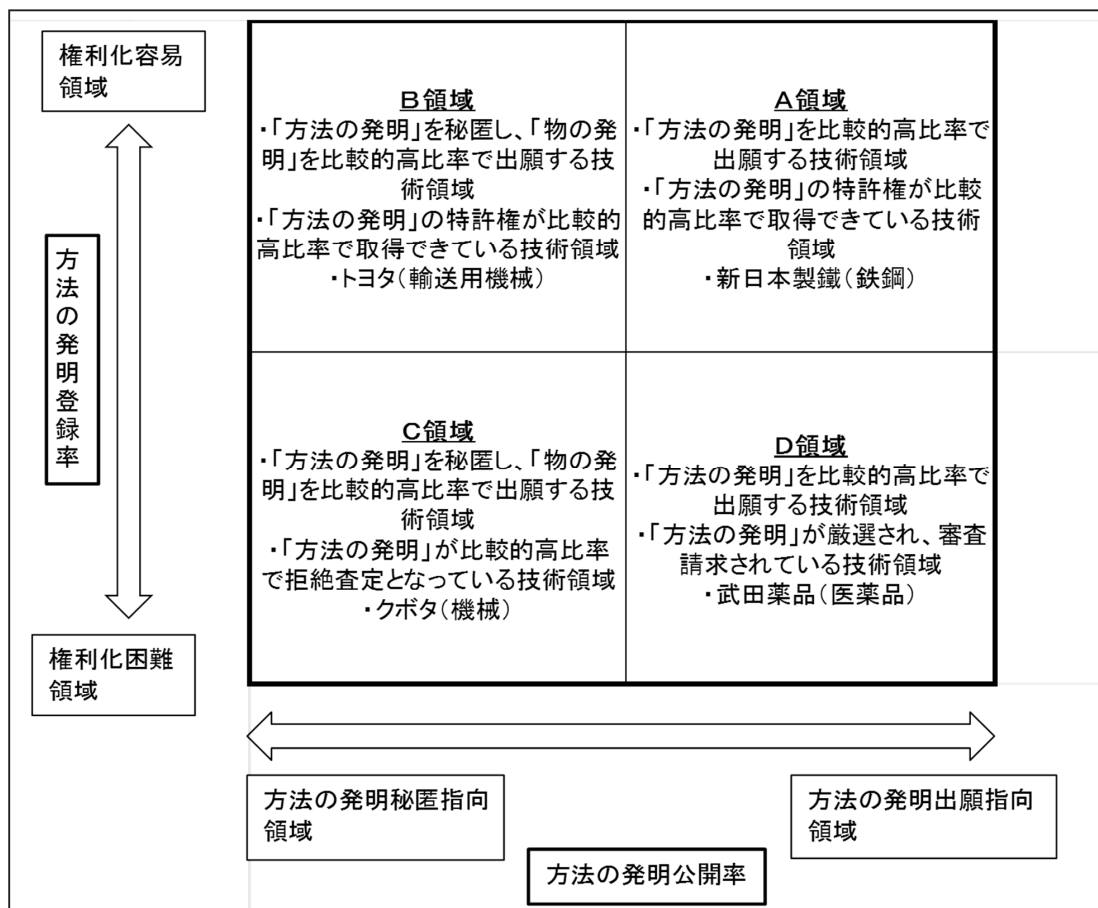 権利化容易
領域
B領域
・「方法の発明」を秘匿し、「物の発
明」を比較的高比率で出願する技
術領域
・「方法の発明」の特許権が比較的
高比率で取得できている技術領域
・トヨタ(輸送用機械)
A領域
・「方法の発明」を比較的高比率で
出願する技術領域
・「方法の発明」の特許権が比較
的高比率で取得できている技術
領域
・新日本製鐵(鉄鋼)
方法の発明登録率
C領域
・「方法の発明」を秘匿し、「物の発
明」を比較的高比率で出願する技
術領域
・「方法の発明」が比較的高比率
で拒絶査定となっている技術領域
・クボタ(機械)
D領域
・「方法の発明」を比較的高比率で
出願する技術領域
・「方法の発明」が厳選され、審査
請求されている技術領域
・武田薬品(医薬品)
権利化困難
領域
方法の発明秘匿指向
領域
方法の発明出願指向
領域
方法の発明公開率